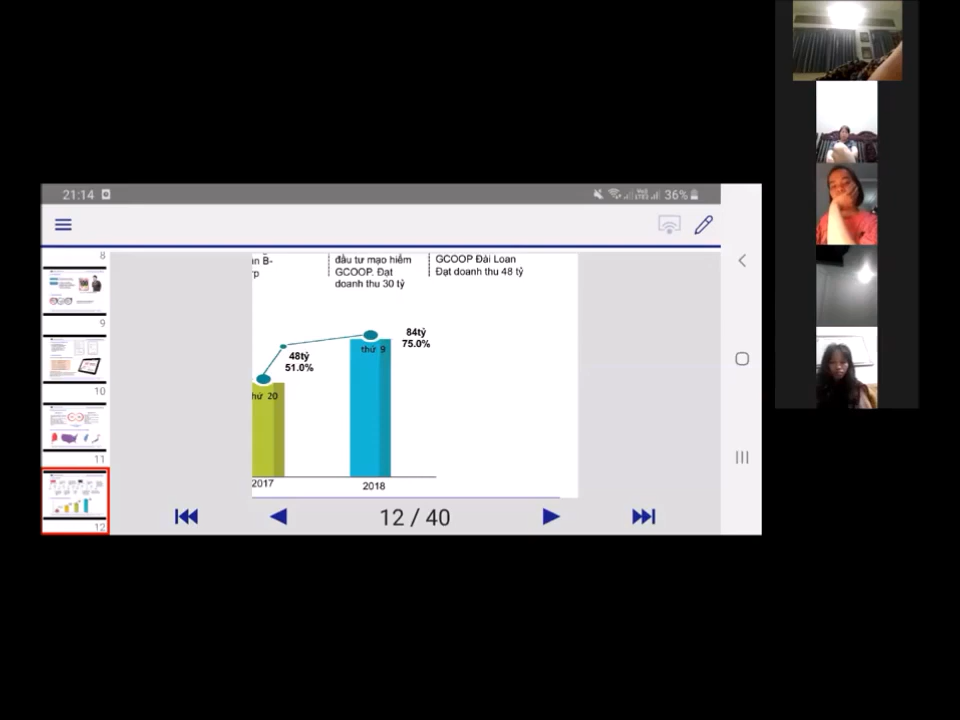 21:14
36%
8
9
10
11
12
đầu tư mạo hiểm
GCOOP. Đạt
doanh thu 30 tỷ
GCOOP Đài Loan
Đạt doanh thu 48 tỷ
84tỷ
75.0%
thứ 9
48tỷ
51.0%
20
2017
2018
12 / 40